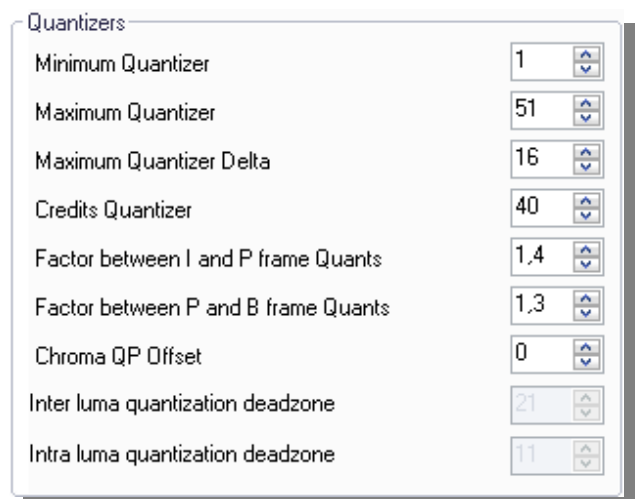 Quantizers
Minimum Quantizer 1
Maximum Quantizer 51
Maximum Quantizer Delta 16
Credits Quantizer 40
Factor between I and P frame Quants 1,4
Factor between P and B frame Quants 1,3
Chroma QP Offset 0
Inter luma quantization deadzone 21
Intra luma quantization deadzone 11